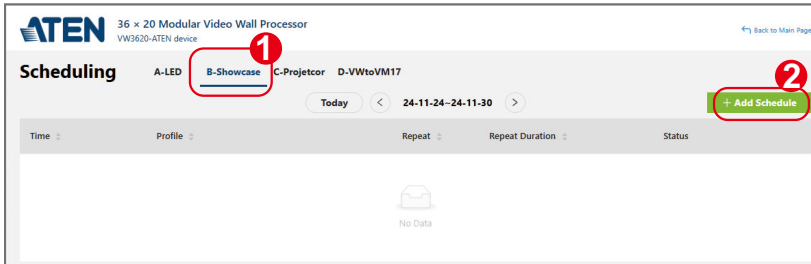 ATEN
36 × 20 Modular Video Wall Processor
VW3620-ATEN device
Back to Main Page
1
Scheduling A-LED B-Showcase C-Projetcor D-VWtoVM17
2
Today < 24-11-24~24-11-30 > + Add Schedule
Time Profile Repeat Repeat Duration Status
No Data